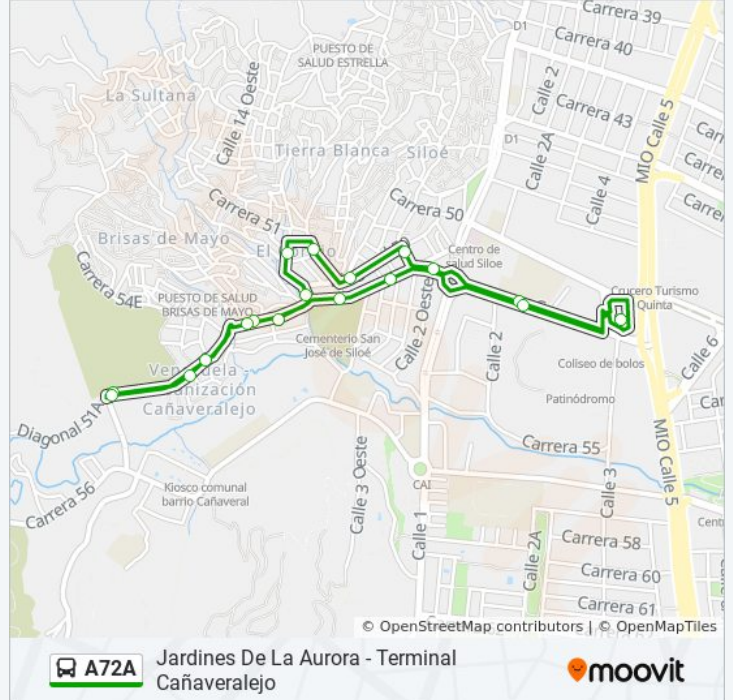 Carrera 39
D1
Carrera 40
PUESTO DE
SALUD ESTRELLA
La Sultana
Calle 14 Oeste
Calle 2
Carrera 43
MIO Calle 5
D1
Tierra Blanca
Siloé
Calle 2A
Calle 4
Carrera 51
Carrera 50
Brisas de Mayo
Centro de
salud Siloe
Carrera 54E
PUESTO DE SALUD
BRISAS DE MAYO
Crucero Turismo
Quinta
Calle 2 Oeste
Cementerio San
José de Siloé
Calle 2
Coliseo de bolos
Calle 6
Cañaveralejo
Patinódromo
Diagonal 51A
Carrera 55
MIO Calle 5
Kiosco comunal
barrio Cañaveral
Carrera 56
Calle 3 Oeste
CAI
Calle 3
Calle 1
Calle 2A
Carrera 58
Carrera 60
Carrera 61
© OpenStreetMap contributors | © OpenMapTiles
A72A
Jardines De La Aurora - Terminal
Cañaveralejo
moovit